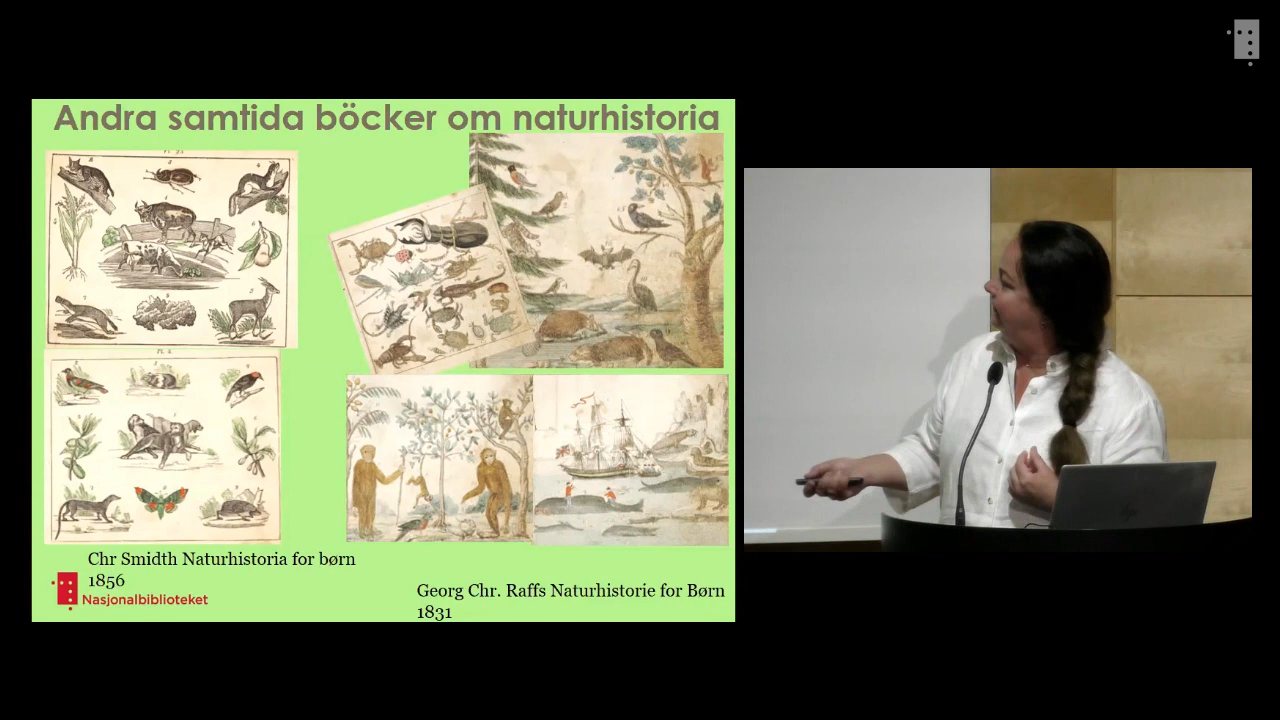 Andra samtida böcker om naturhistoria
Chr Smidth Naturhistoria for børn
1856
Nasjonalbiblioteket
Georg Chr. Raffs Naturhistorie for Børn
1831